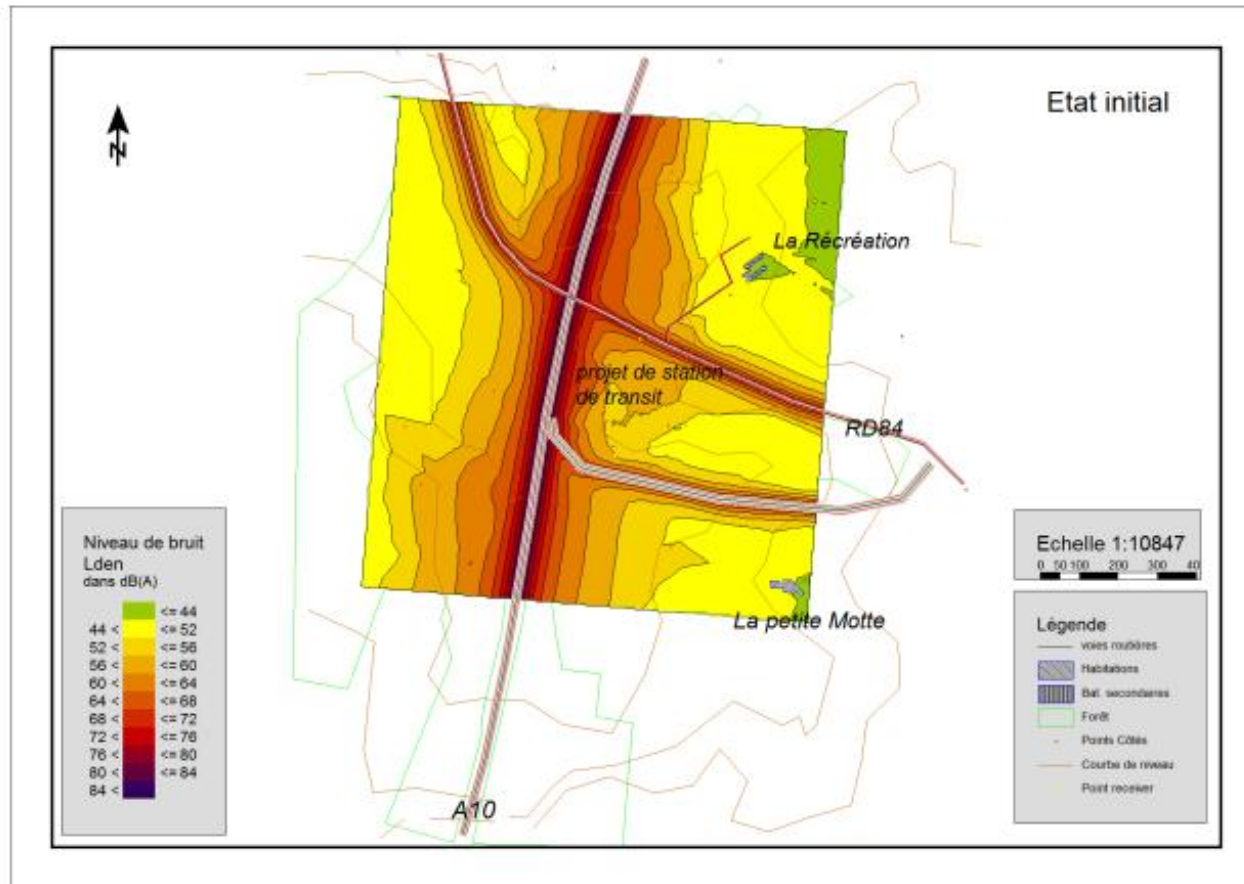 Etat initial
N
La Récréation
projet de station
de transit
RD84
La petite Motte
A10
Niveau de bruit
Lden
dans dB(A)
<= 44
44 < <= 52
52 < <= 56
56 < <= 60
60 < <= 64
64 < <= 68
68 < <= 72
72 < <= 76
76 < <= 80
80 < <= 84
84 <
Echelle 1:10847
0 50 100 200 300 40
Légende
voies routières
Habitations
Bat. secondaires
Forêt
Points Côtés
Courbe de niveau
Point receiver